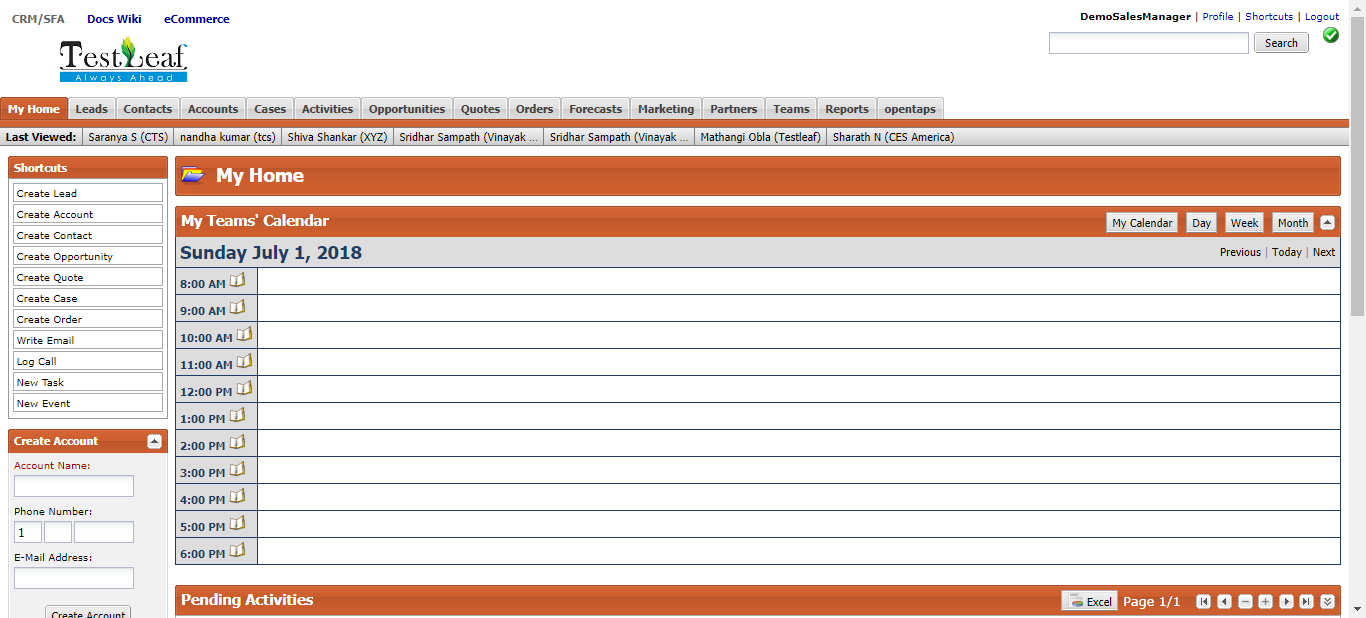 CRM/SFA Docs Wiki eCommerce
DemoSalesManager | Profile | Shortcuts | Logout
Search
TestLeaf
Always Ahead
My Home Leads Contacts Accounts Cases Activities Opportunities Quotes Orders Forecasts Marketing Partners Teams Reports opentaps
Last Viewed: Saranya S (CTS) nandha kumar (tcs) Shiva Shankar (XYZ) Sridhar Sampath (Vinayak ... Sridhar Sampath (Vinayak ... Mathangi Obla (Testleaf) Sharath N (CES America)
Shortcuts
Create Lead
Create Account
Create Contact
Create Opportunity
Create Quote
Create Case
Create Order
Write Email
Log Call
New Task
New Event
Create Account
Account Name:
Phone Number:
1
E-Mail Address:
Create Account
My Home
My Teams' Calendar
My Calendar Day Week Month
Sunday July 1, 2018
Previous | Today | Next
8:00 AM
9:00 AM
10:00 AM
11:00 AM
12:00 PM
1:00 PM
2:00 PM
3:00 PM
4:00 PM
5:00 PM
6:00 PM
Pending Activities
Excel Page 1/1